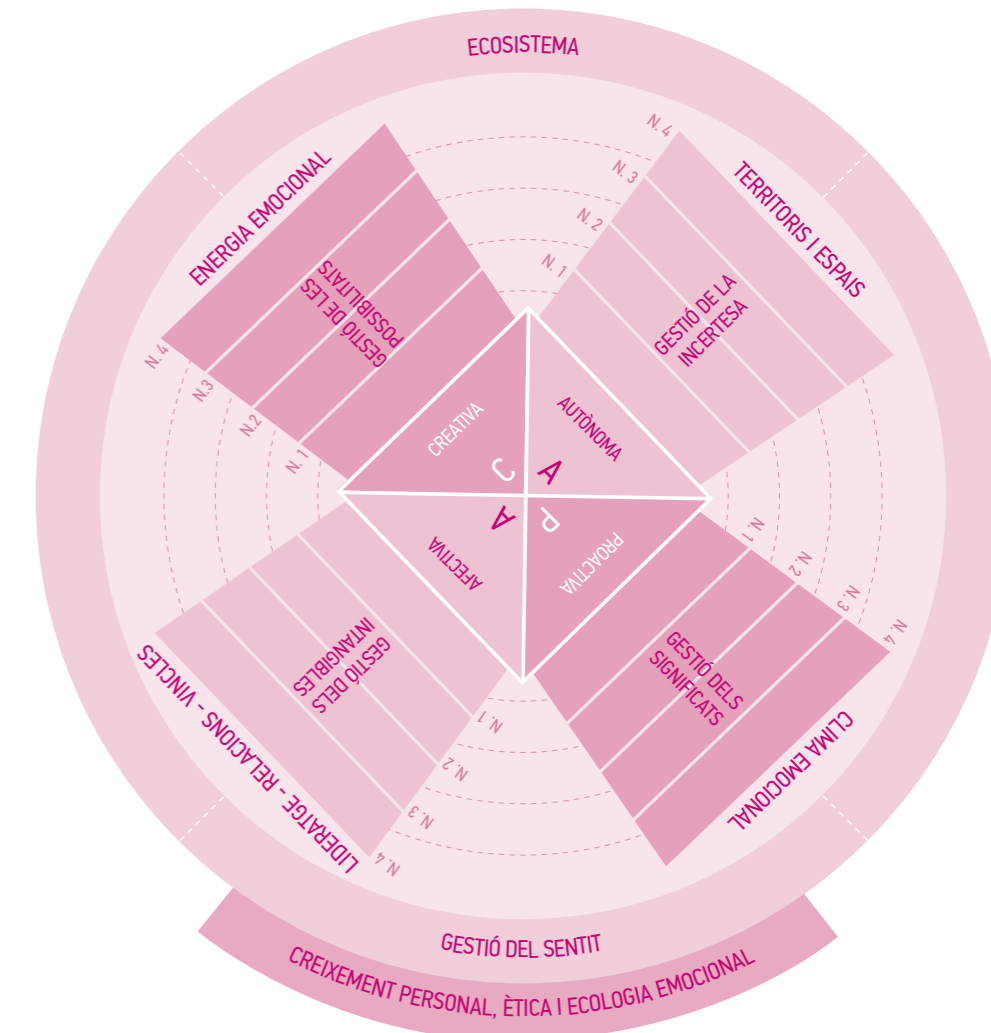 ECOSISTEMA
ENERGIA EMOCIONAL
GESTIÓ DE LES
POSSIBILITATS
N. 4
N.3
N.2
N. 1
CREATIVA
C
TERRITORIS I ESPAIS
GESTIÓ DE LA
INCERTESA
N. 4
N. 3
N. 2
N. 1
AUTÒNOMA
A
LIDERATGE - RELACIONS - VINCLES
GESTIÓ DELS
INTANGIBLES
N.1
N. 2
N. 3
N. 4
AFECTIVA
A
CLIMA EMOCIONAL
GESTIÓ DELS
SIGNIFICATS
N. 1
N. 2
N. 3
N. 4
PROACTIVA
P
GESTIÓ DEL SENTIT
CREIXEMENT PERSONAL, ÈTICA I ECOLOGIA EMOCIONAL